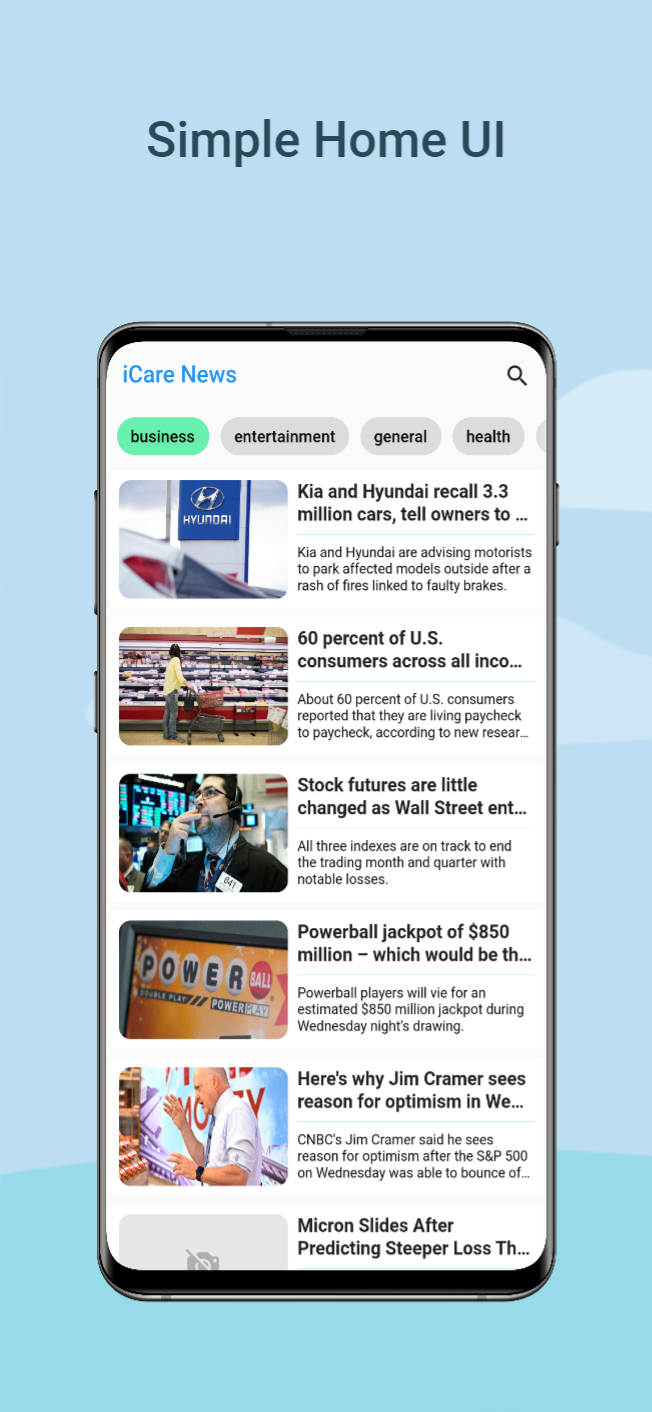 Simple Home UI
iCare News
business
entertainment
general
health
HYUNDAI
Kia and Hyundai recall 3.3
million cars, tell owners to ...
Kia and Hyundai are advising motorists
to park affected models outside after a
rash of fires linked to faulty brakes.
60 percent of U.S.
consumers across all inco...
About 60 percent of U.S. consumers
reported that they are living paycheck
to paycheck, according to new resear...
841
Stock futures are little
changed as Wall Street ent...
All three indexes are on track to end
the trading month and quarter with
notable losses.
POWER BALL
DOUBLE PLAY POWERPLAY
Powerball jackpot of $850
million – which would be th...
Powerball players will vie for an
estimated $850 million jackpot during
Wednesday night's drawing.
Here's why Jim Cramer sees
reason for optimism in We...
CNBC's Jim Cramer said he sees
reason for optimism after the S&P 500
on Wednesday was able to bounce of...
Micron Slides After
Predicting Steeper Loss Th...